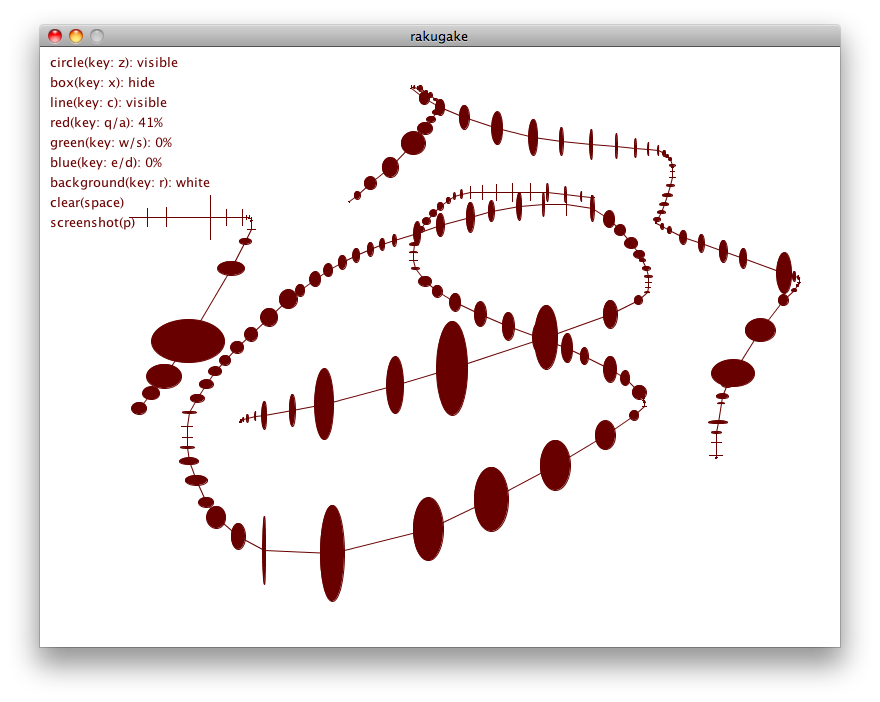 rakugake
circle(key: z): visible
box(key: x): hide
line(key: c): visible
red(key: q/a): 41%
green(key: w/s): 0%
blue(key: e/d): 0%
background(key: r): white
clear(space)
screenshot(p)